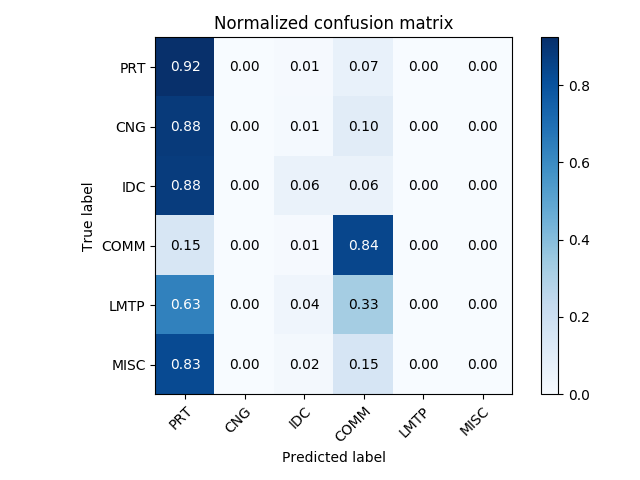 Normalized confusion matrix
PRT 0.92 0.00 0.01 0.07 0.00 0.00
CNG 0.88 0.00 0.01 0.10 0.00 0.00
IDC 0.88 0.00 0.06 0.06 0.00 0.00
COMM 0.15 0.00 0.01 0.84 0.00 0.00
LMTP 0.63 0.00 0.04 0.33 0.00 0.00
MISC 0.83 0.00 0.02 0.15 0.00 0.00
True label
PRT CNG IDC COMM LMTP MISC
Predicted label
0.8
0.6
0.4
0.2
0.0